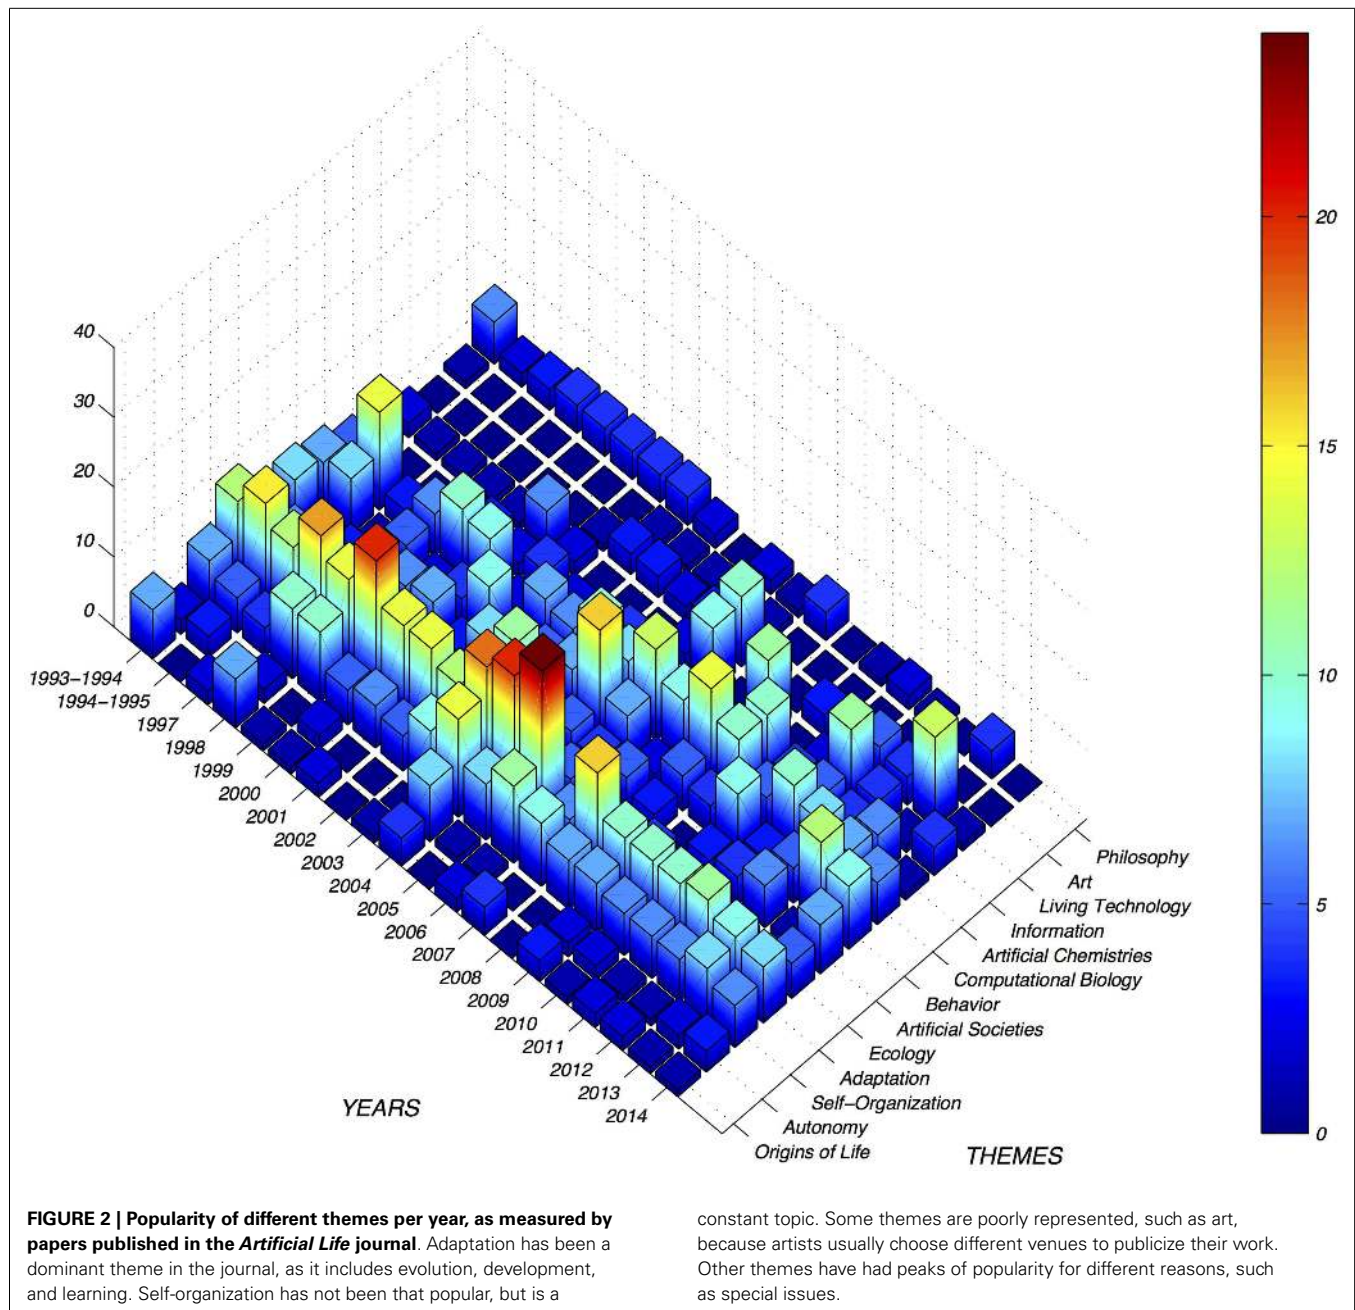 40
30
20
10
0
1993–1994
1994–1995
1997
1998
1999
2000
2001
2002
2003
2004
2005
2006
2007
2008
2009
2010
2011
2012
2013
2014
YEARS
Philosophy
Art
Living Technology
Information
Artificial Chemistries
Computational Biology
Behavior
Artificial Societies
Ecology
Adaptation
Self–Organization
Autonomy
Origins of Life
THEMES
20
15
10
5
0
FIGURE 2 | Popularity of different themes per year, as measured by
papers published in the Artificial Life journal. Adaptation has been a
dominant theme in the journal, as it includes evolution, development,
and learning. Self-organization has not been that popular, but is a
constant topic. Some themes are poorly represented, such as art,
because artists usually choose different venues to publicize their work.
Other themes have had peaks of popularity for different reasons, such
as special issues.